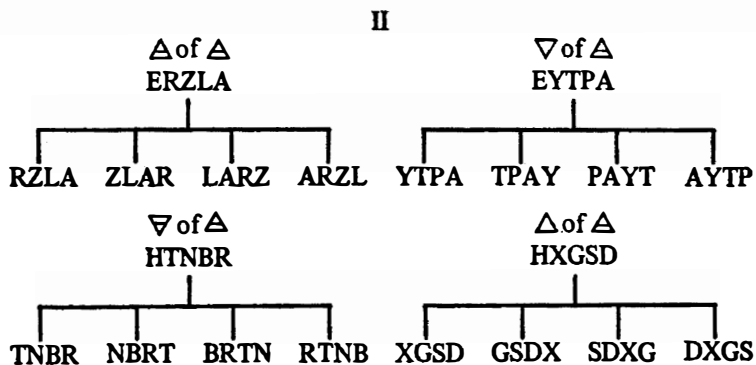 II
🜁 of 🜁 ▽ of 🜁
ERZLA EYTPA
RZLA ZLAR LARZ ARZL YTPA TPAY PAYT AYTP
🜃 of 🜁 △ of 🜁
HTNBR HXGSD
TNBR NBRT BRTN RTNB XGSD GSDX SDXG DXGS